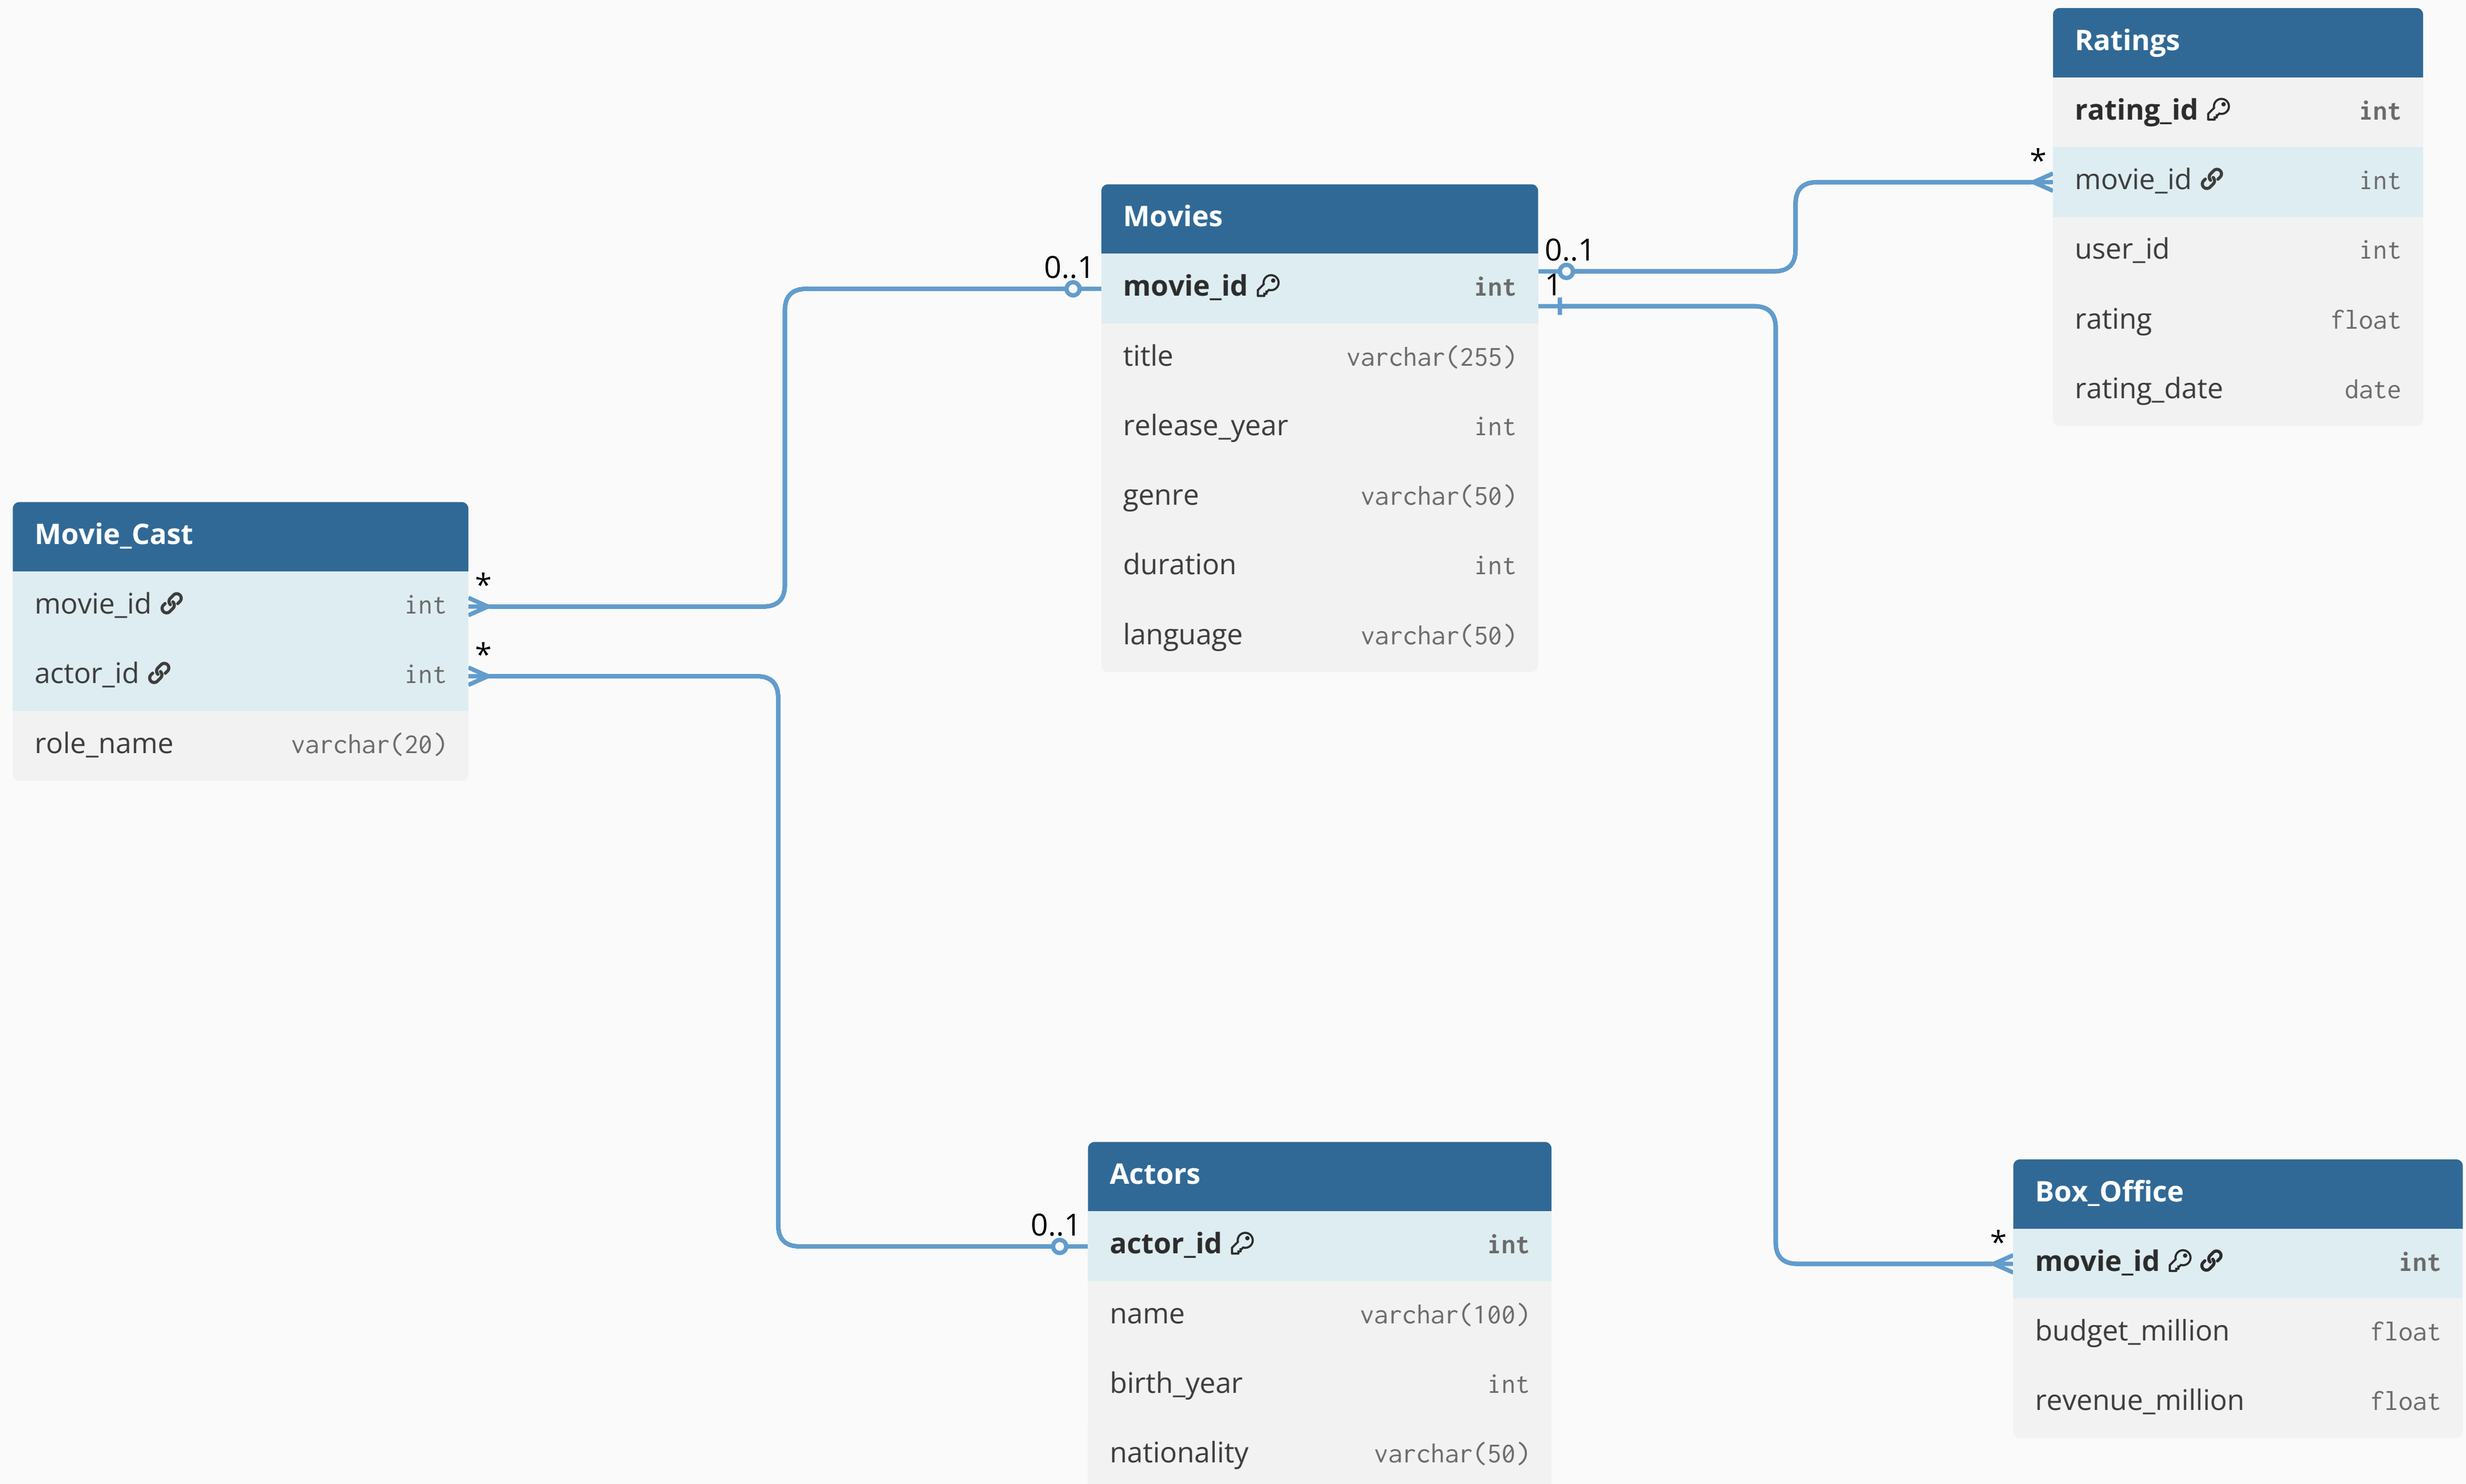 Ratings
rating_id int
* movie_id int
user_id int
rating float
rating_date date
Movies
0..1 movie_id int 0..1
1
title varchar(255)
release_year int
genre varchar(50)
duration int
language varchar(50)
Movie_Cast
movie_id int *
actor_id int *
role_name varchar(20)
Actors
0..1 actor_id int
name varchar(100)
birth_year int
nationality varchar(50)
Box_Office
* movie_id int
budget_million float
revenue_million float